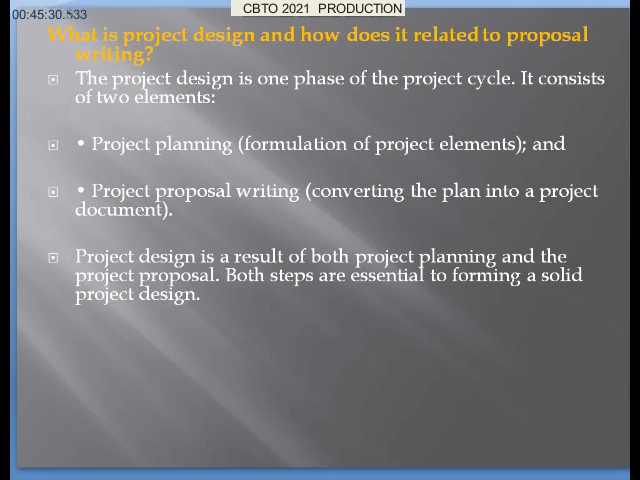 CBTO 2021 PRODUCTION
00:45:30.533
What is project design and how does it related to proposal
writing?
The project design is one phase of the project cycle. It consists
of two elements:
• Project planning (formulation of project elements); and
• Project proposal writing (converting the plan into a project
document).
Project design is a result of both project planning and the
project proposal. Both steps are essential to forming a solid
project design.